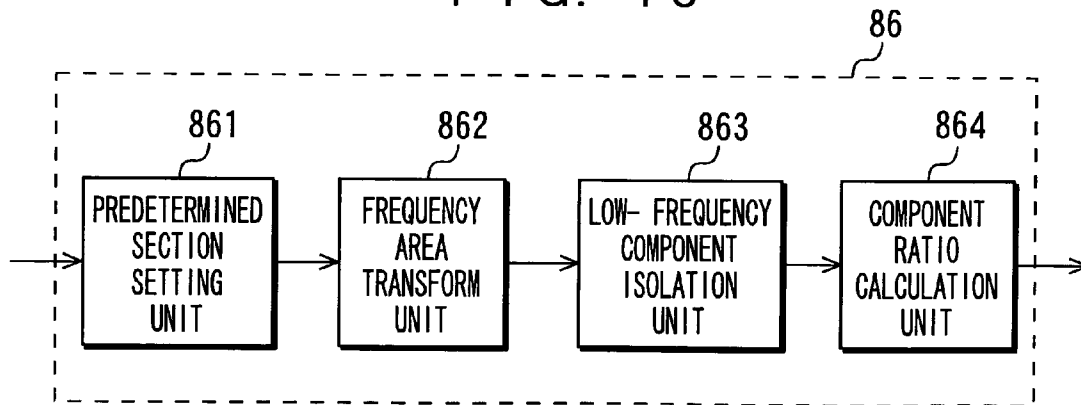 86
861
862
863
864
PREDETERMINED
SECTION
SETTING
UNIT
FREQUENCY
AREA
TRANSFORM
UNIT
LOW- FREQUENCY
COMPONENT
ISOLATION
UNIT
COMPONENT
RATIO
CALCULATION
UNIT